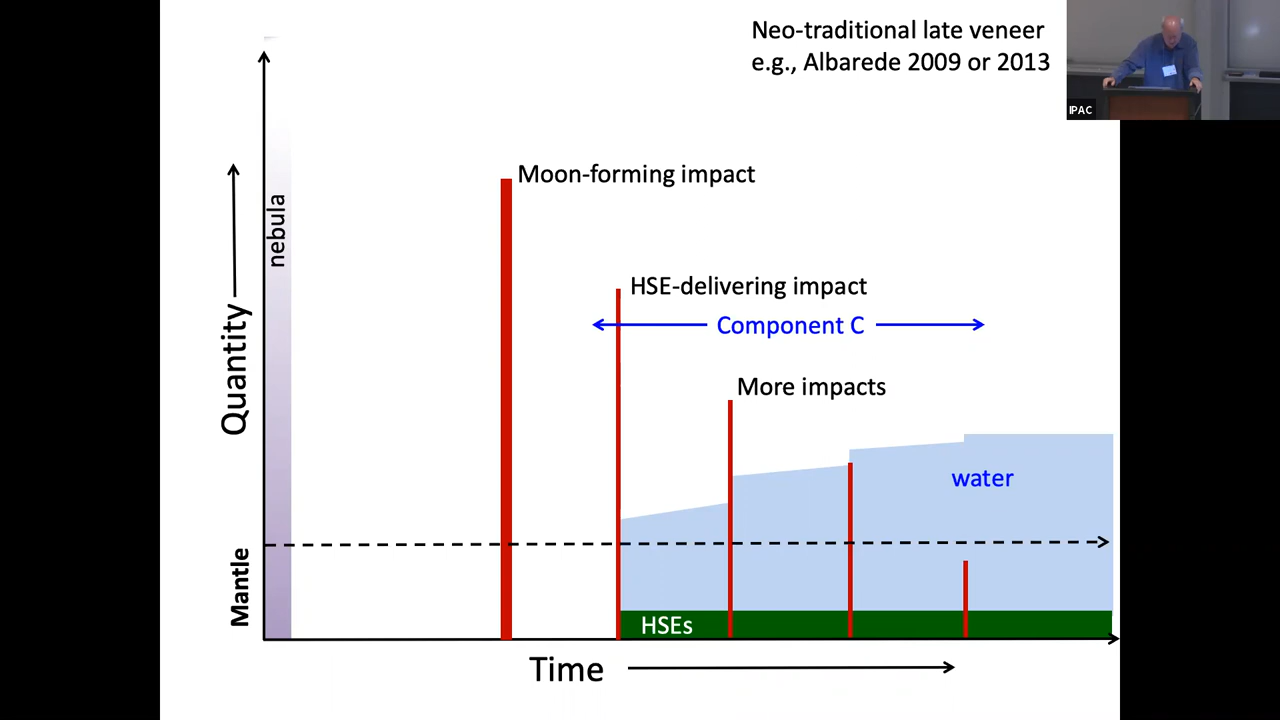 Neo-traditional late veneer
e.g., Albarede 2009 or 2013
IPAC
Moon-forming impact
nebula
HSE-delivering impact
Component C
Quantity
More impacts
water
Mantle
HSEs
Time